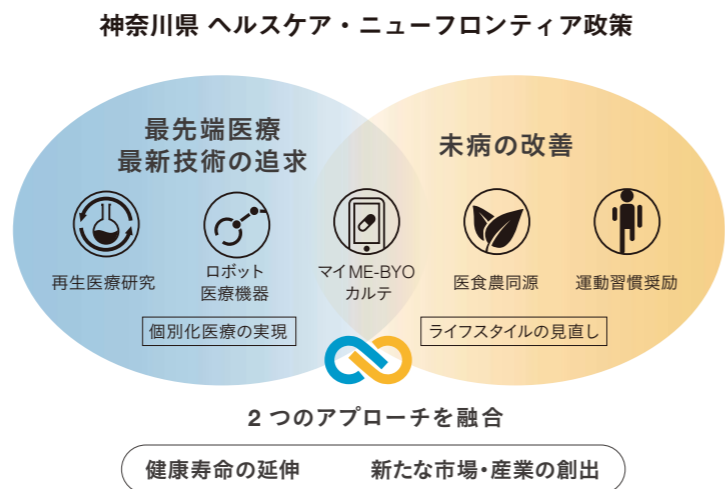 神奈川県 ヘルスケア・ニューフロンティア政策
最先端医療
最新技術の追求
未病の改善
再生医療研究
ロボット
医療機器
マイME-BYO
カルテ
医食農同源
運動習慣奨励
個別化医療の実現
ライフスタイルの見直し
2 つのアプローチを融合
健康寿命の延伸
新たな市場・産業の創出